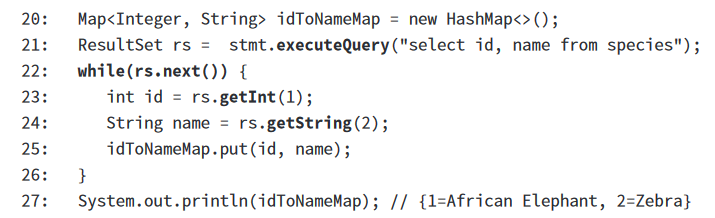 20: Map<Integer, String> idToNameMap = new HashMap<>();
21: ResultSet rs =  stmt.executeQuery("select id, name from species");
22: while(rs.next()) {
23:    int id = rs.getInt(1);
24:    String name = rs.getString(2);
25:    idToNameMap.put(id, name);
26: }
27: System.out.println(idToNameMap); // {1=African Elephant, 2=Zebra}